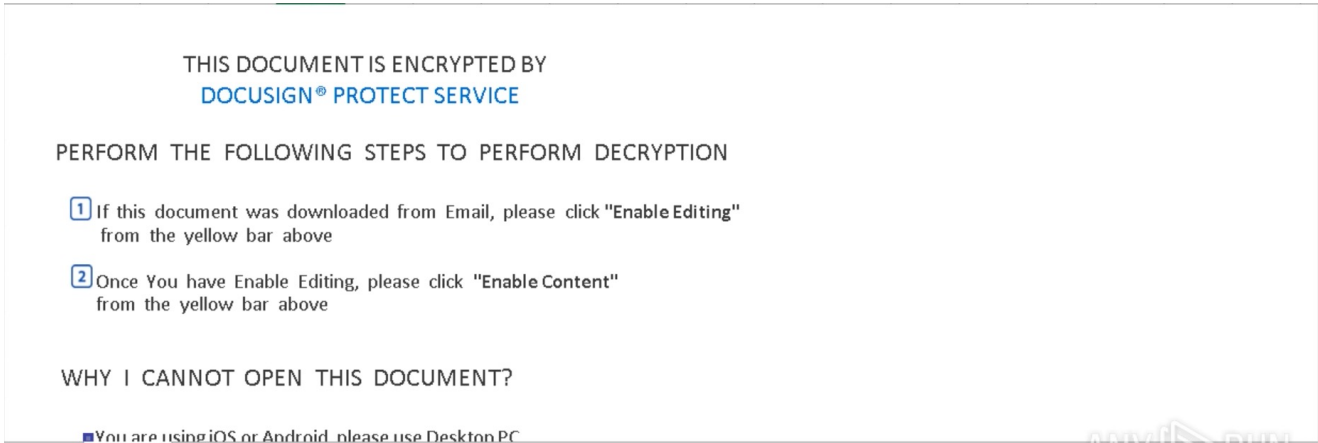 THIS DOCUMENT IS ENCRYPTED BY
DOCUSIGN® PROTECT SERVICE
PERFORM THE FOLLOWING STEPS TO PERFORM DECRYPTION
1 If this document was downloaded from Email, please click "Enable Editing"
from the yellow bar above
2 Once You have Enable Editing, please click "Enable Content"
from the yellow bar above
WHY I CANNOT OPEN THIS DOCUMENT?
You are using iOS or Android, please use Desktop PC
ANY RUN